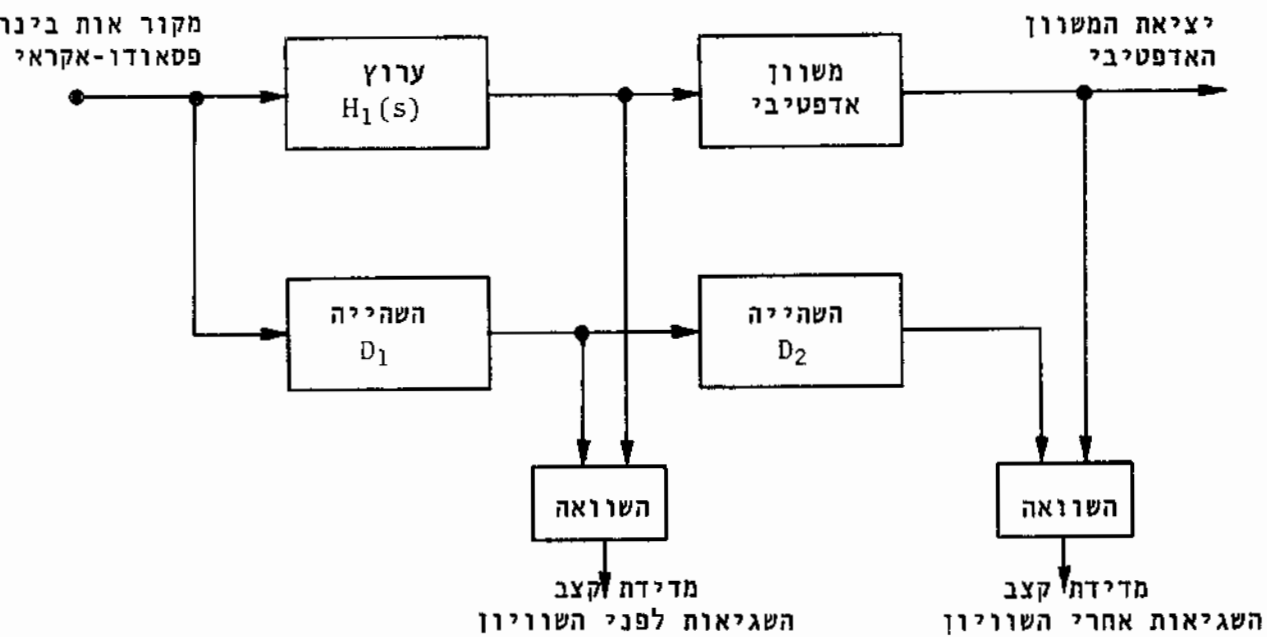 מקור אות בינר
פסאודו-אקראי
ערוץ
H₁(s)
משוון
אדפטיבי
יציאת המשוון
האדפטיבי
השהייה
D₁
השהייה
D₂
השוואה
השוואה
מדידת קצב
השגיאות לפני השוויון
מדידת קצב
השגיאות אחרי השוויון